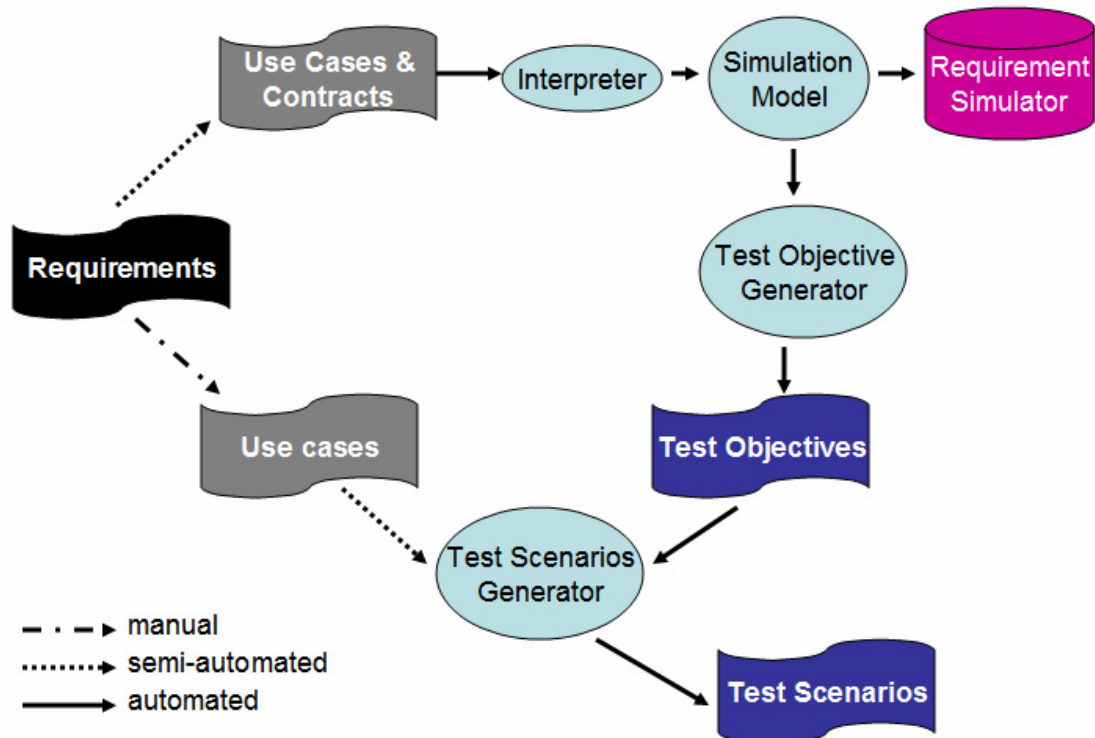 Use Cases &
Contracts
Interpreter
Simulation
Model
Requirement
Simulator
Requirements
Test Objective
Generator
Use cases
Test Objectives
Test Scenarios
Generator
manual
semi-automated
automated
Test Scenarios